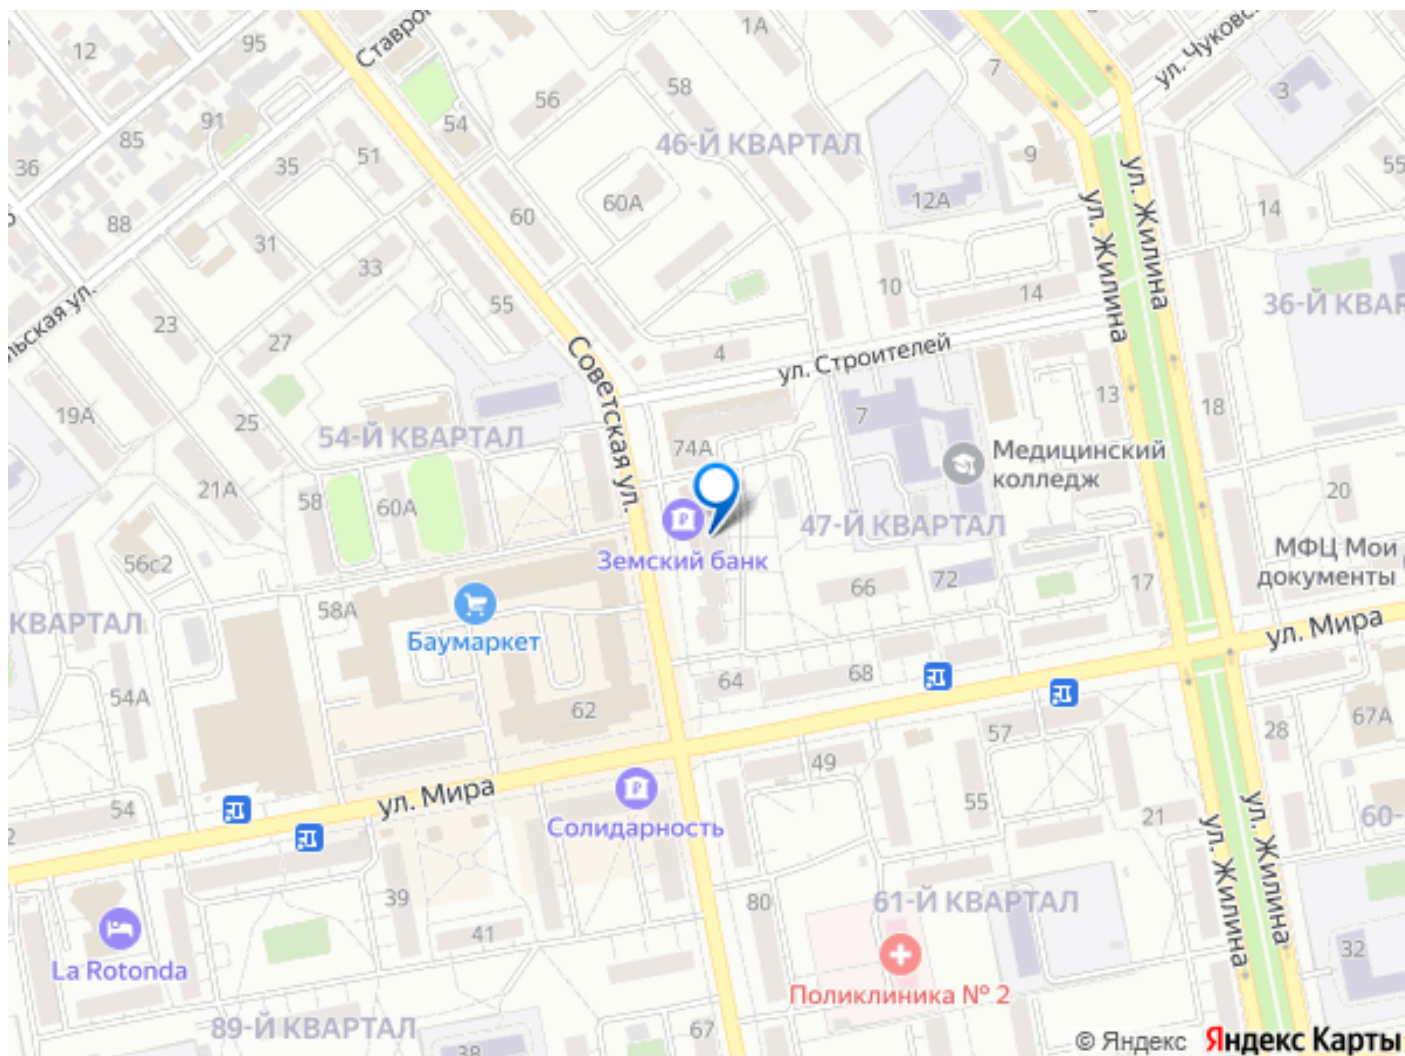 12
95
Ставро
1А
ул. Чуковс
7
3
56
58
54
91
85
36
35
51
46-Й КВАРТАЛ
9
55
ул. Жилина
ул. Жилина
12А
14
60А
60
88
31
33
льская ул.
55
10
14
36-Й КВАР
23
27
Советская ул.
4
ул. Строителей
13
18
19А
25
54-Й КВАРТАЛ
7
74А
Медицинский
колледж
21А
58
60А
20
47-Й КВАРТАЛ
Земский банк
МФЦ Мои
документы
56с2
66
72
17
58А
КВАРТАЛ
Баумаркет
ул. Мира
54А
64
68
62
57
28
67А
49
ул. Мира
54
Солидарность
55
21
60-
ул. Жилина
ул. Жилина
39
80
61-Й КВАРТАЛ
41
32
La Rotonda
Поликлиника № 2
89-Й КВАРТАЛ
67
38
© Яндекс Яндекс Карты